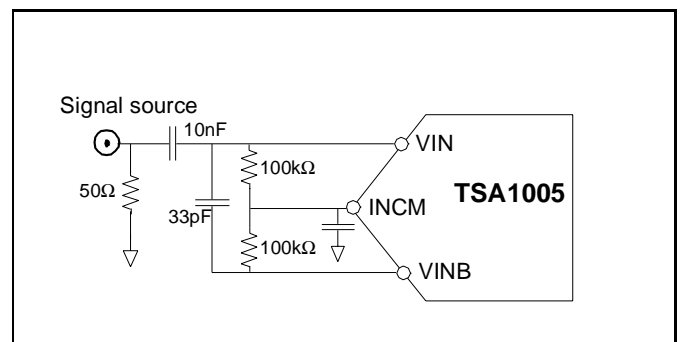 Signal source
10nF
VIN
100kΩ
50Ω
TSA1005
INCM
33pF
100kΩ
VINB